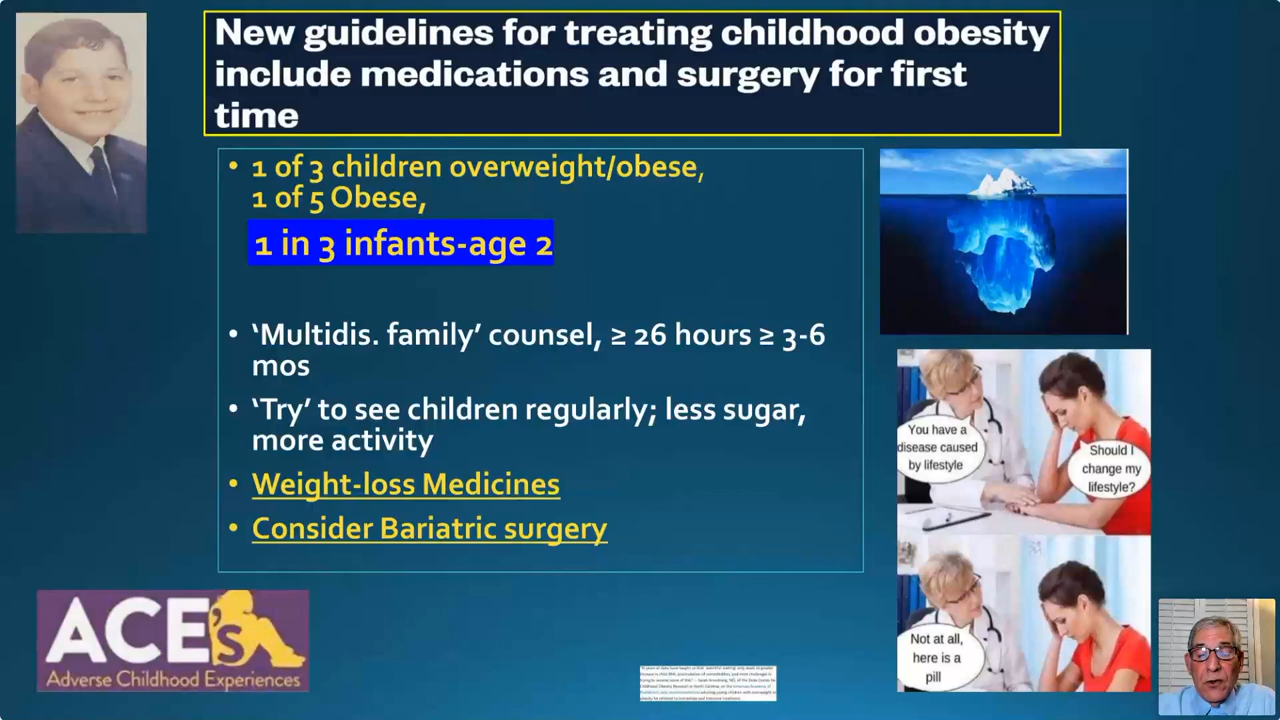 New guidelines for treating childhood obesity
include medications and surgery for first
time
• 1 of 3 children overweight/obese,
1 of 5 Obese,
1 in 3 infants-age 2
• ‘Multidis. family’ counsel, ≥ 26 hours ≥ 3-6
mos
• ‘Try’ to see children regularly; less sugar,
more activity
• Weight-loss Medicines
• Consider Bariatric surgery
You have a
disease caused
by lifestyle
Should I
change my
lifestyle?
Not at all,
here is a
pill
ACE's
Adverse Childhood Experiences